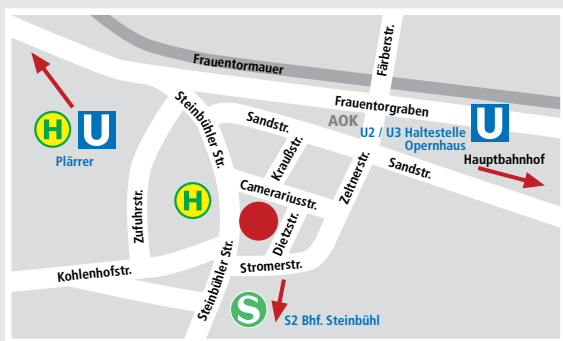 Färberstr.
Frauentormauer
Frauentorgraben
Steinbühler Str.
Sandstr.
AOK
H
U
U
U2 / U3 Haltestelle
Opernhaus
Plärrer
Kraußstr.
Hauptbahnhof
Sandstr.
Zeltnerstr.
Camerariusstr.
H
Zufuhrstr.
Dietzstr.
Steinbühler Str.
Stromerstr.
Kohlenhofstr.
S
S2 Bhf. Steinbühl